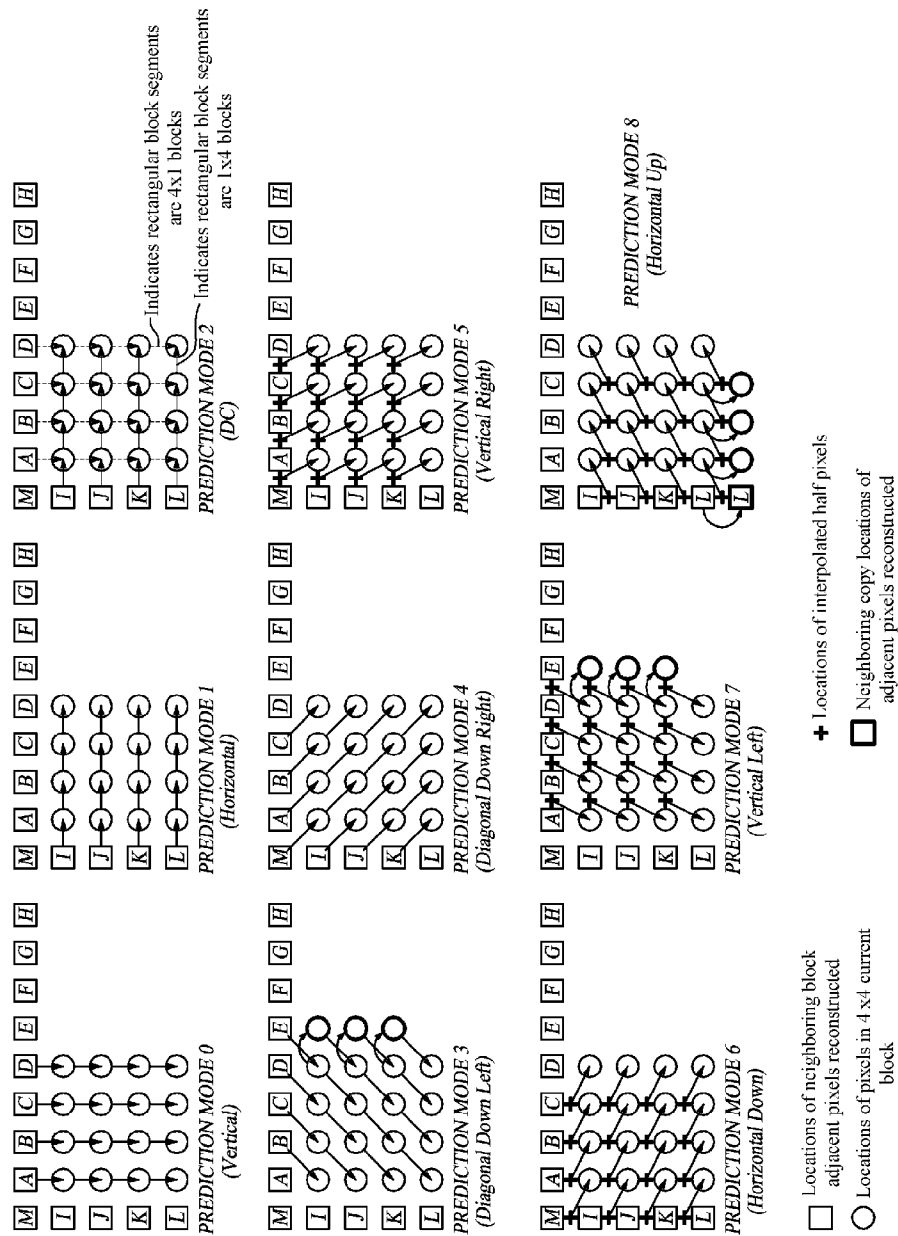 M A B C D E F G H
I
J
K
L
PREDICTION MODE 0
(Vertical)
M A B C D E F G H
I
J
K
L
PREDICTION MODE 1
(Horizontal)
M A B C D E F G H
I
J
K
L
PREDICTION MODE 2
(DC)
Indicates rectangular block segments
are 4x1 blocks
Indicates rectangular block segments
are 1x4 blocks
M A B C D E F G H
I
J
K
L
PREDICTION MODE 3
(Diagonal Down Left)
M A B C D E F G H
I
J
K
L
PREDICTION MODE 4
(Diagonal Down Right)
M A B C D E F G H
I
J
K
L
PREDICTION MODE 5
(Vertical Right)
M A B C D E F G H
I
J
K
L
PREDICTION MODE 6
(Horizontal Down)
M A B C D E F G H
I
J
K
L
PREDICTION MODE 7
(Vertical Left)
M A B C D E F G H
I
J
K
L
L
PREDICTION MODE 8
(Horizontal Up)
Locations of neighboring block
adjacent pixels reconstructed
Locations of pixels in 4x4 current
block
Locations of interpolated half pixels
Neighboring copy locations of
adjacent pixels reconstructed